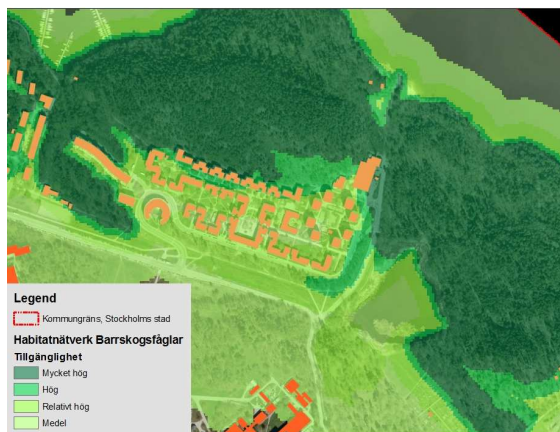 Legend
Kommungräns, Stockholms stad
Habitatnätverk Barrskogsfåglar
Tillgänglighet
Mycket hög
Hög
Relativt hög
Medel